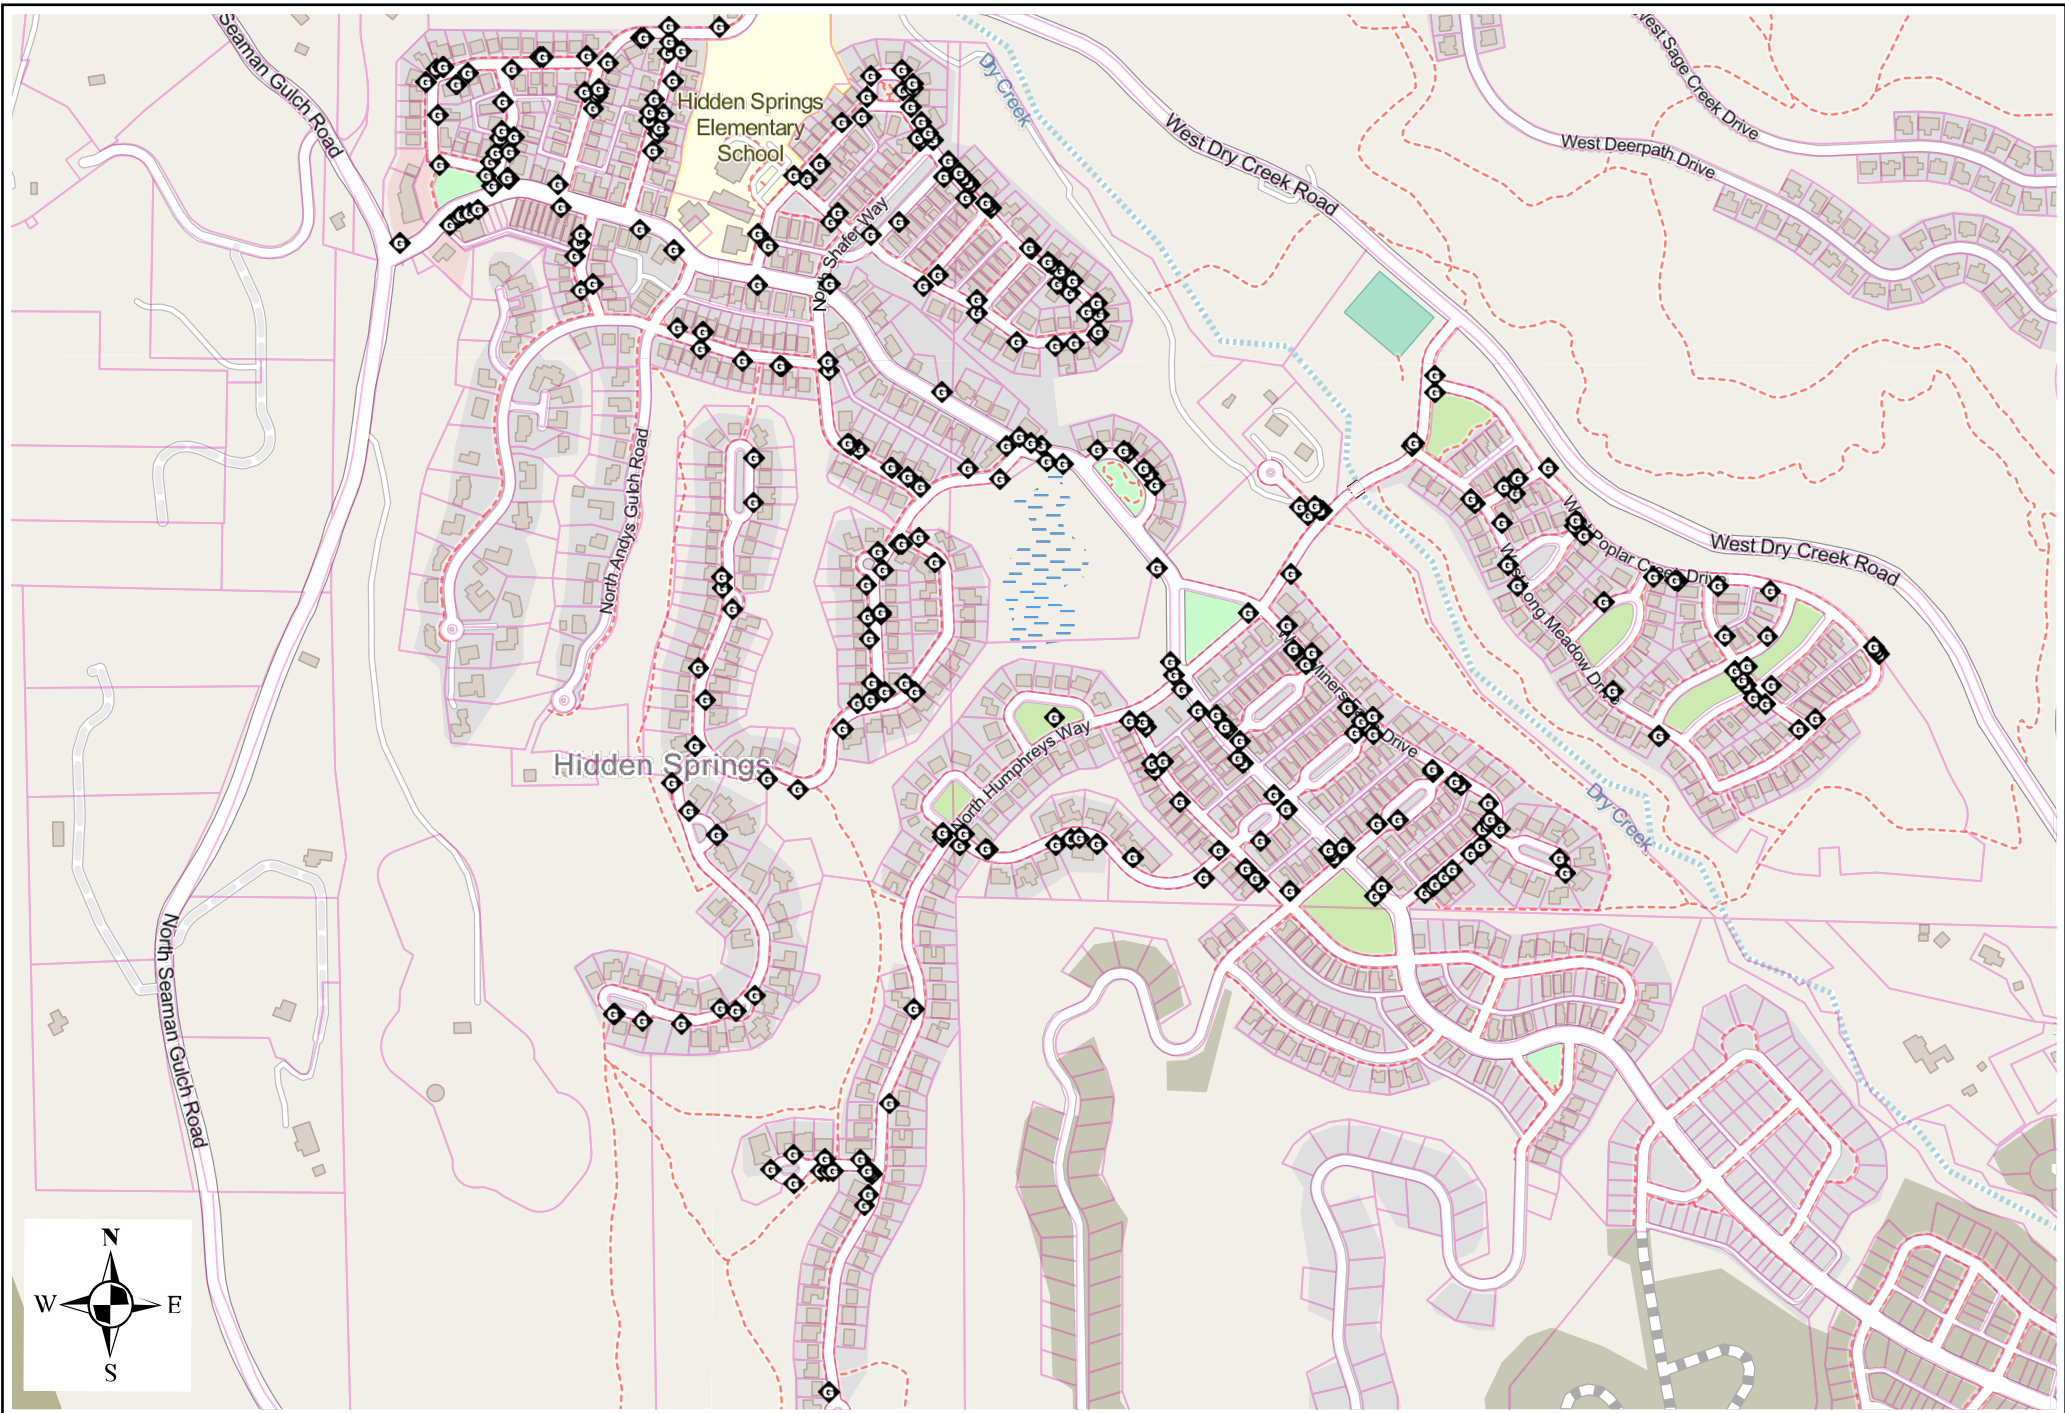 Seaman Gulch Road
Hidden Springs
Elementary
School
Dry Creek
West Dry Creek Road
West Sage Creek Drive
West Deerpath Drive
North Shafer Way
North Andys Gulch Road
West Poplar Creek Drive
West Dry Creek Road
West Long Meadow Drive
Drive
Hidden Springs
North Humphreys Way
Dry Creek
North Seaman Gulch Road
N
W E
S